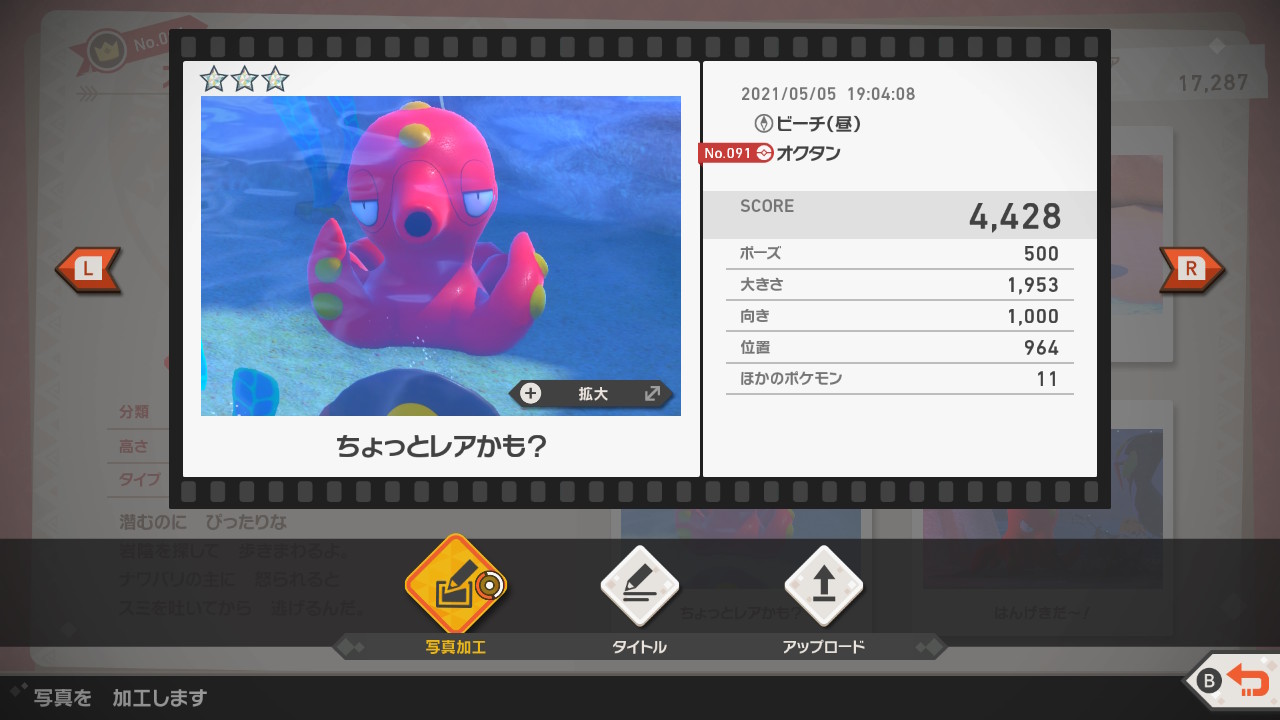 No.0
17,287
2021/05/05 19:04:08
ビーチ(昼)
No.091 オクタン
SCORE
4,428
ポーズ 500
大きさ 1,953
向き 1,000
位置 964
ほかのポケモン 11
L
R
+ 拡大
ちょっとレアかも?
分類
高さ
タイプ
潜むのに ぴったりな
岩陰を探して 歩きまわるよ。
ナワバリの主に 怒られると
スミを吐いてから 逃げるんだ。
ちょっとレアかも?
はんげきだー!
写真加工
タイトル
アップロード
写真を 加工します
B